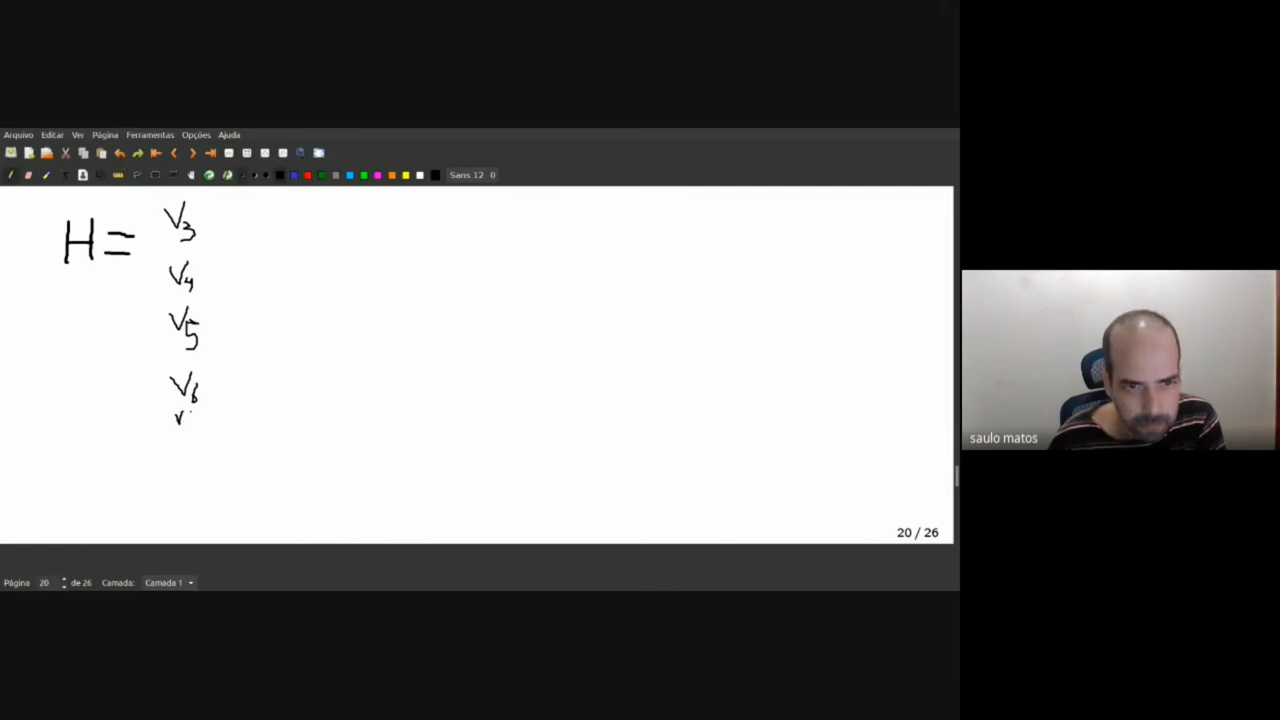 Arquivo Editar Ver Página Ferramentas Opções Ajuda
Sans 12 0
H = V3
V4
V5
V6
v
20 / 26
saulo matos
Página 20 de 26 Camada: Camada 1